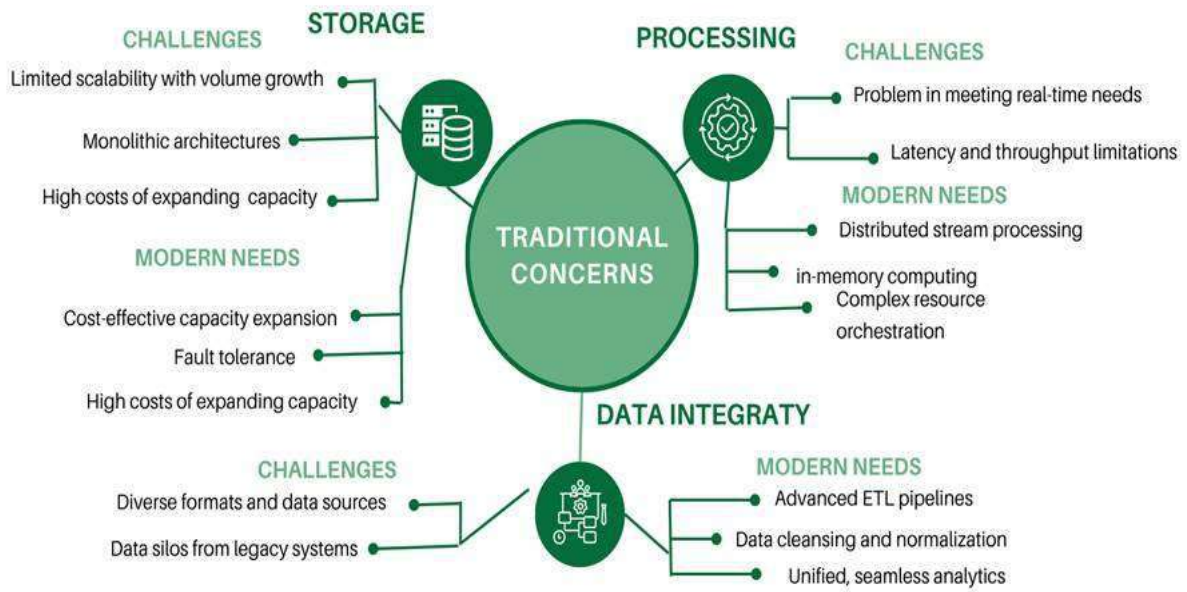 STORAGE
CHALLENGES
Limited scalability with volume growth
Monolithic architectures
High costs of expanding capacity
MODERN NEEDS
Cost-effective capacity expansion
Fault tolerance
High costs of expanding capacity
PROCESSING
CHALLENGES
Problem in meeting real-time needs
Latency and throughput limitations
MODERN NEEDS
Distributed stream processing
in-memory computing
Complex resource
orchestration
TRADITIONAL
CONCERNS
DATA INTEGRATY
CHALLENGES
Diverse formats and data sources
Data silos from legacy systems
MODERN NEEDS
Advanced ETL pipelines
Data cleansing and normalization
Unified, seamless analytics